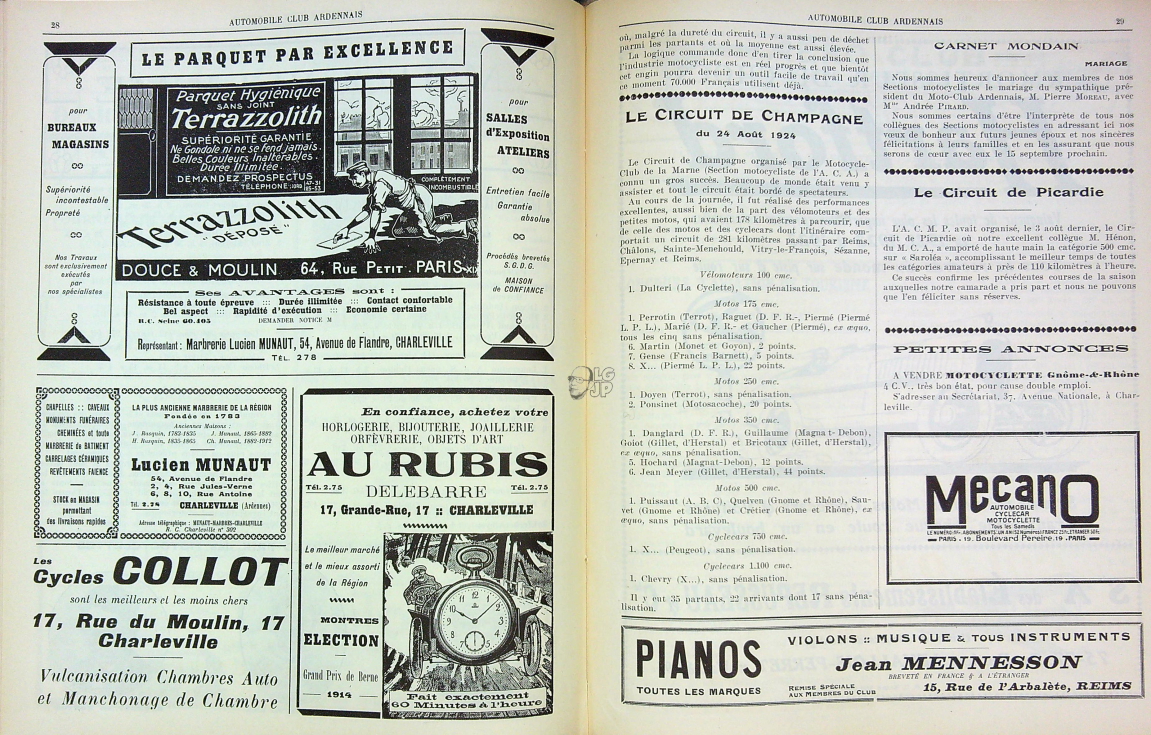 28
AUTOMOBILE CLUB ARDENNAIS
LE PARQUET PAR EXCELLENCE
pour
BUREAUX
MAGASINS
Supériorité
incontestable
Propreté
Nos Travaux
sont exclusivement
exécutés
par
nos spécialistes
Parquet Hygiénique
SANS JOINT
Terrazzolith
SUPÉRIORITÉ GARANTIE
Ne Gondole ni ne se fend jamais.
Belles Couleurs Inaltérables.
Durée Illimitée.
DEMANDEZ PROSPECTUS
TÉLÉPHONE
COMPLÈTEMENT
INCOMBUSTIBLE
Terrazzolith
"DÉPOSÉ"
DOUCE & MOULIN 64, RUE PETIT. PARIS-XIX
pour
SALLES
d'Exposition
ATELIERS
Entretien facile
Garantie
absolue
Procédés brevetés
S. G. D. G.
MAISON
de CONFIANCE
Ses AVANTAGES sont :
Résistance à toute épreuve ::: Durée illimitée ::: Contact confortable
Bel aspect ::: Rapidité d'exécution ::: Economie certaine
R.C. Seine 60.105 DEMANDER NOTICE M
Représentant : Marbrerie Lucien MUNAUT, 54, Avenue de Flandre, CHARLEVILLE
TÉL. 278
CHAPELLES :: CAVEAUX
MONUMENTS FUNÉRAIRES
CHEMINÉES et toute
MARBRERIE de BATIMENT
CARRELAGES CÉRAMIQUES
REVÊTEMENTS FAIENCE
STOCK en MAGASIN
permettant
des livraisons rapides
LA PLUS ANCIENNE MARBRERIE DE LA RÉGION
Fondée en 1783
Anciennes Maisons :
J. Rosquin, 1783-1835 J. Munaut, 1865-1882
H. Rosquin, 1835-1865 Ch. Munaut, 1882-1912
Lucien MUNAUT
54, Avenue de Flandre
2, 4, Rue Jules-Verne
6, 8, 10, Rue Antoine
Tél. 2.78 CHARLEVILLE (Ardennes)
Adresse télégraphique : MUNAUT-MARBRES-CHARLEVILLE
R. C. Charleville n° 302
Les
Cycles COLLOT
sont les meilleurs et les moins chers
17, Rue du Moulin, 17
Charleville
Vulcanisation Chambres Auto
et Manchonage de Chambre
En confiance, achetez votre
HORLOGERIE, BIJOUTERIE, JOAILLERIE
ORFÈVRERIE, OBJETS D'ART
AU RUBIS
Tél. 2.75 DELEBARRE Tél. 2.75
17, Grande-Rue, 17 :: CHARLEVILLE
Le meilleur marché
et le mieux assorti
de la Région
MONTRES
ELECTION
Grand Prix de Berne
1914
Fait exactement
60 Minutes à l'heure
LG
JP
AUTOMOBILE CLUB ARDENNAIS
29
où, malgré la dureté du circuit, il y a aussi peu de déchet
parmi les partants et où la moyenne est aussi élevée.
La logique commande donc d'en tirer la conclusion que
l'industrie motocycliste est en réel progrès et que bientôt
cet engin pourra devenir un outil facile de travail qu'en
ce moment 70.000 Français utilisent déjà.
LE CIRCUIT DE CHAMPAGNE
du 24 Août 1924
Le Circuit de Champagne organisé par le Motocycle-
Club de la Marne (Section motocycliste de l'A. C. A.) a
connu un gros succès. Beaucoup de monde était venu y
assister et tout le circuit était bordé de spectateurs.
Au cours de la journée, il fut réalisé des performances
excellentes, aussi bien de la part des vélomoteurs et des
petites motos, qui avaient 178 kilomètres à parcourir, que
de celle des motos et des cyclecars dont l'itinéraire com-
portait un circuit de 281 kilomètres passant par Reims,
Châlons, Sainte-Menehould, Vitry-le-François, Sézanne,
Epernay et Reims.
Vélomoteurs 100 cmc.
1. Dulteri (La Cyclette), sans pénalisation.
Motos 175 cmc.
1. Perrotin (Terrot), Raguet (D. F. R-, Piermé (Piermé
L. P. L.), Marié (D. F. R.- et Gaucher (Piermé), ex œquo,
tous les cinq sans pénalisation.
6. Martin (Monet et Goyon), 2 points.
7. Gense (Francis Barnett), 5 points.
8. X... (Piermé L. P. L.), 22 points.
Motos 250 cmc.
1. Doyen (Terrot), sans pénalisation.
2. Ponsinet (Motosacoche), 20 points.
Motos 350 cmc.
1. Danglard (D. F. R.), Guillaume (Magnat-Debon),
Goiot (Gillet, d'Herstal) et Bricotaux (Gillet, d'Herstal),
ex œquo, sans pénalisation.
5. Hochard (Magnat-Debon), 12 points.
6. Jean Meyer (Gillet, d'Herstal), 44 points.
Motos 500 cmc.
1. Puissaut (A. B. C), Quelven (Gnome et Rhône), Sau-
vet (Gnome et Rhône) et Crétier (Gnome et Rhône), ex
œquo, sans pénalisation.
Cyclecars 750 cmc.
1. X... (Peugeot), sans pénalisation.
Cyclecars 1.100 cmc.
1. Chevry (X...), sans pénalisation.
Il y eut 35 partants, 22 arrivants dont 17 sans péna-
lisation.
CARNET MONDAIN
MARIAGE
Nous sommes heureux d'annoncer aux membres de nos
Sections motocyclistes le mariage du sympathique pré-
sident du Moto-Club Ardennais, M. Pierre MOREAU, avec
Mlle Andrée PIRARD.
Nous sommes certains d'être l'interprète de tous nos
collègues des Sections motocyclistes en adressant ici nos
vœux de bonheur aux futurs jeunes époux et nos sincères
félicitations à leurs familles et en les assurant que nous
serons de cœur avec eux le 15 septembre prochain.
Le Circuit de Picardie
L'A. C. M. P. avait organisé, le 3 août dernier, le Cir-
cuit de Picardie où notre excellent collègue M. Hénon,
du M. C. A., a emporté de haute main la catégorie 500 cmc.
sur « Saroléa », accomplissant le meilleur temps de toutes
les catégories amateurs à près de 110 kilomètres à l'heure.
Ce succès confirme les précédentes courses de la saison
auxquelles notre camarade a pris part et nous ne pouvons
que l'en féliciter sans réserves.
PETITES ANNONCES
A VENDRE MOTOCYCLETTE Gnôme-&-Rhône
4 C.V., très bon état, pour cause double emploi.
S'adresser au Secrétariat, 37, Avenue Nationale, à Char-
leville.
MecanO
AUTOMOBILE
CYCLECAR
MOTOCYCLETTE
Tous les Samedis
PARIS . 19, Boulevard Pereire, 19 . PARIS
PIANOS
TOUTES LES MARQUES
VIOLONS :: MUSIQUE & TOUS INSTRUMENTS
Jean MENNESSON
BREVETÉ EN FRANCE & A L'ÉTRANGER
REMISE SPÉCIALE
AUX MEMBRES DU CLUB
15, Rue de l'Arbalète, REIMS